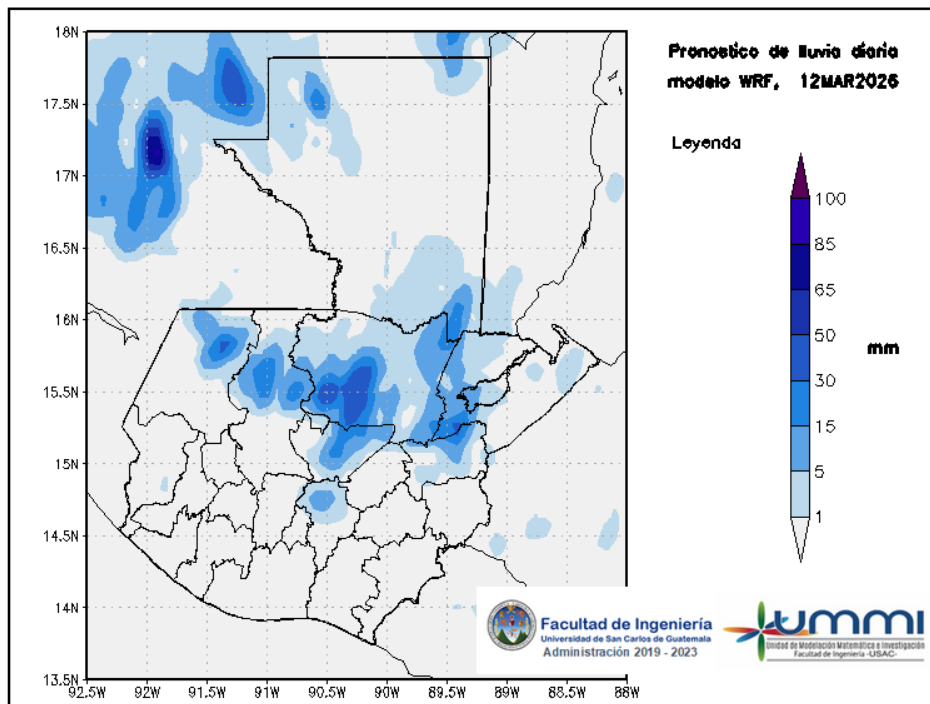 Pronostico de lluvia diaria
modelo WRF, 12MAR2026
Leyenda
100
85
65
50
30
15
5
1
mm
18N
17.5N
17N
16.5N
16N
15.5N
15N
14.5N
14N
13.5N
92.5W
92W
91.5W
91W
90.5W
90W
89.5W
89W
88.5W
88W
Facultad de Ingeniería
Universidad de San Carlos de Guatemala
Administración 2019 - 2023
ummi
Unidad de Modelación Matemática e Investigación
Facultad de Ingeniería -USAC-